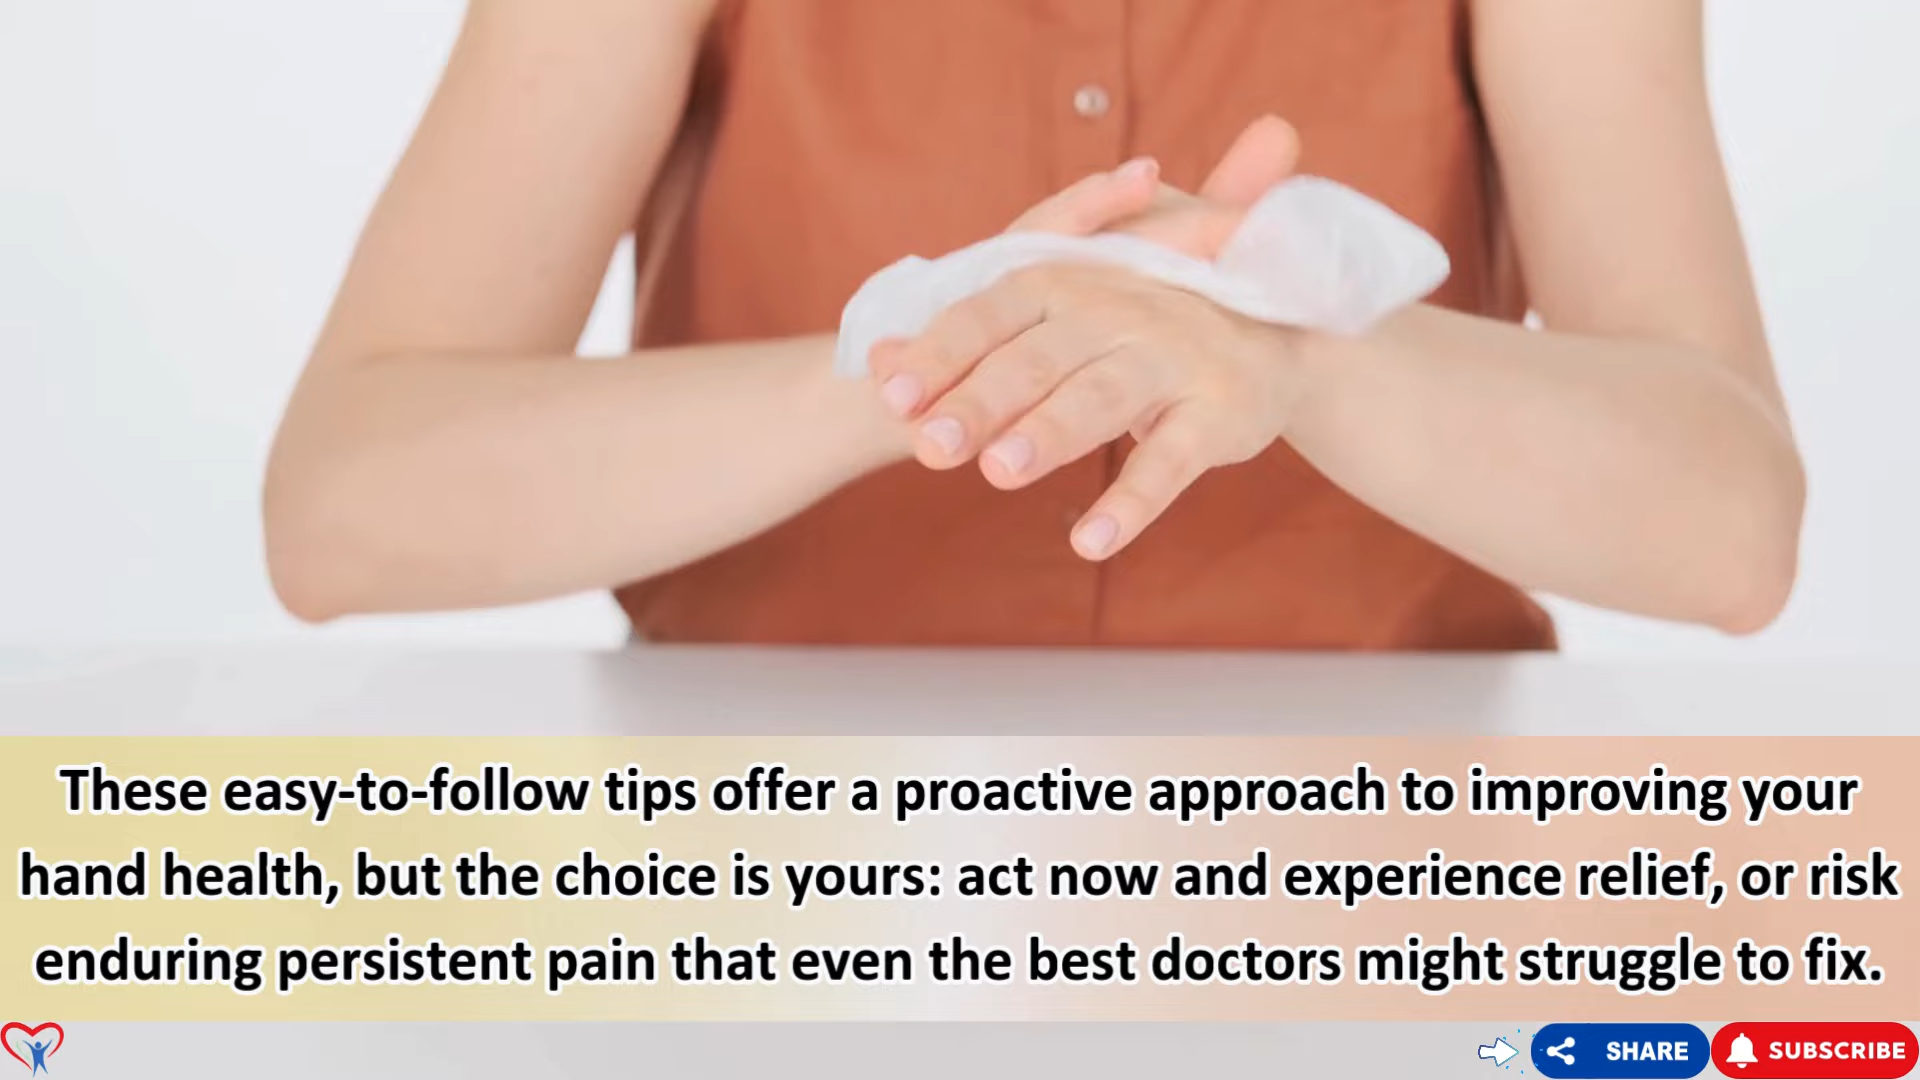 These easy-to-follow tips offer a proactive approach to improving your
hand health, but the choice is yours: act now and experience relief, or risk
enduring persistent pain that even the best doctors might struggle to fix.
SHARE
SUBSCRIBE